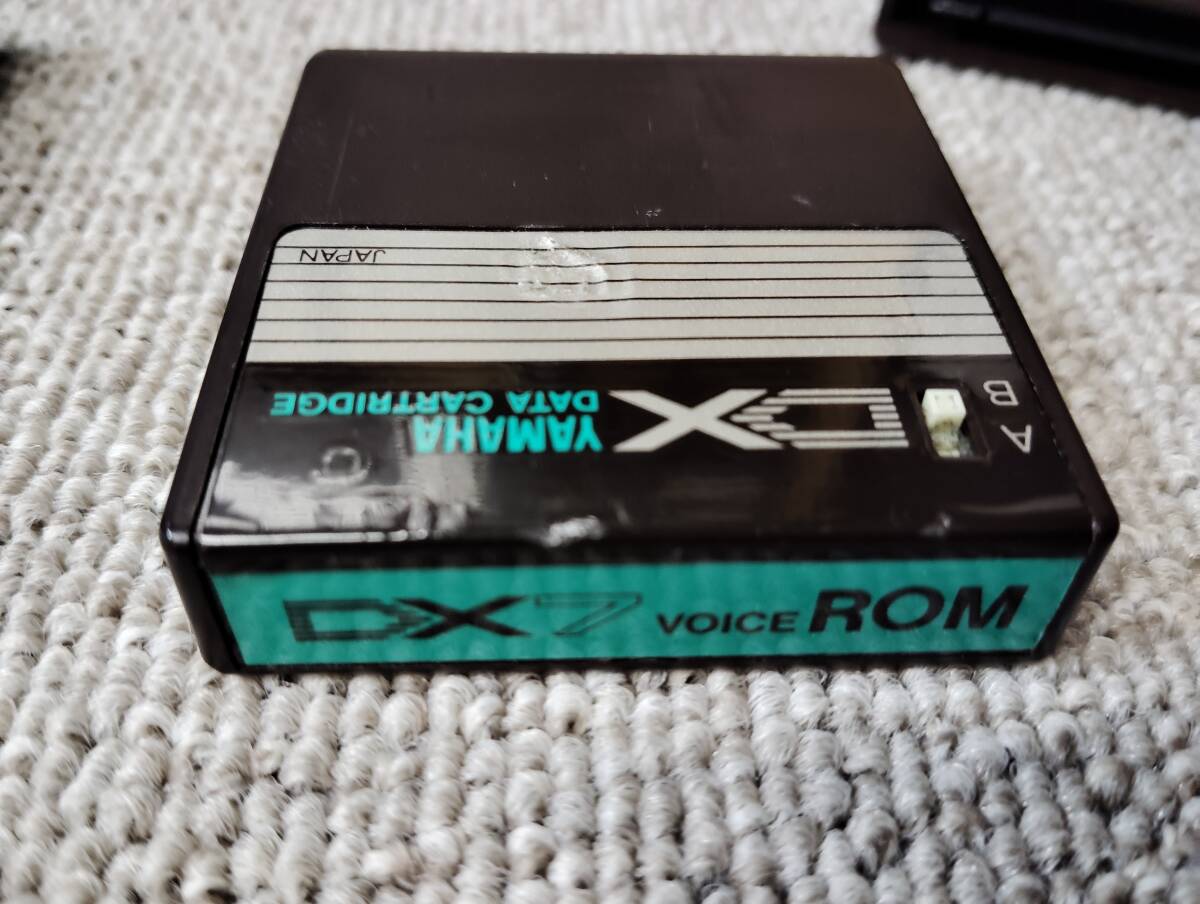 JAPAN
B
A
DX
YAMAHA
DATA CARTRIDGE
DX7 VOICE ROM